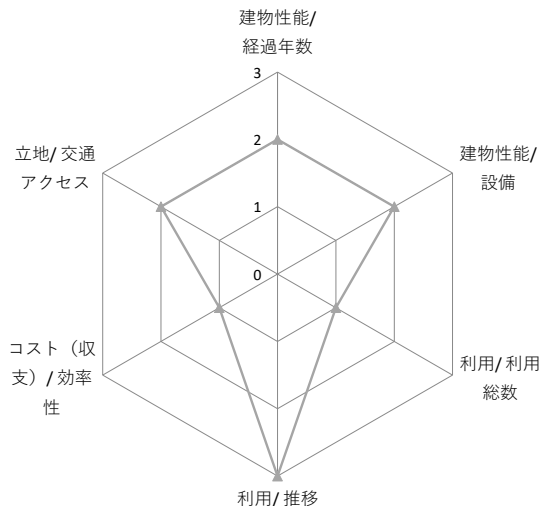 建物性能/
経過年数
3
2
1
0
建物性能/
設備
利用/ 利用
総数
利用/ 推移
コスト（収
支）/ 効率
性
立地/ 交通
アクセス